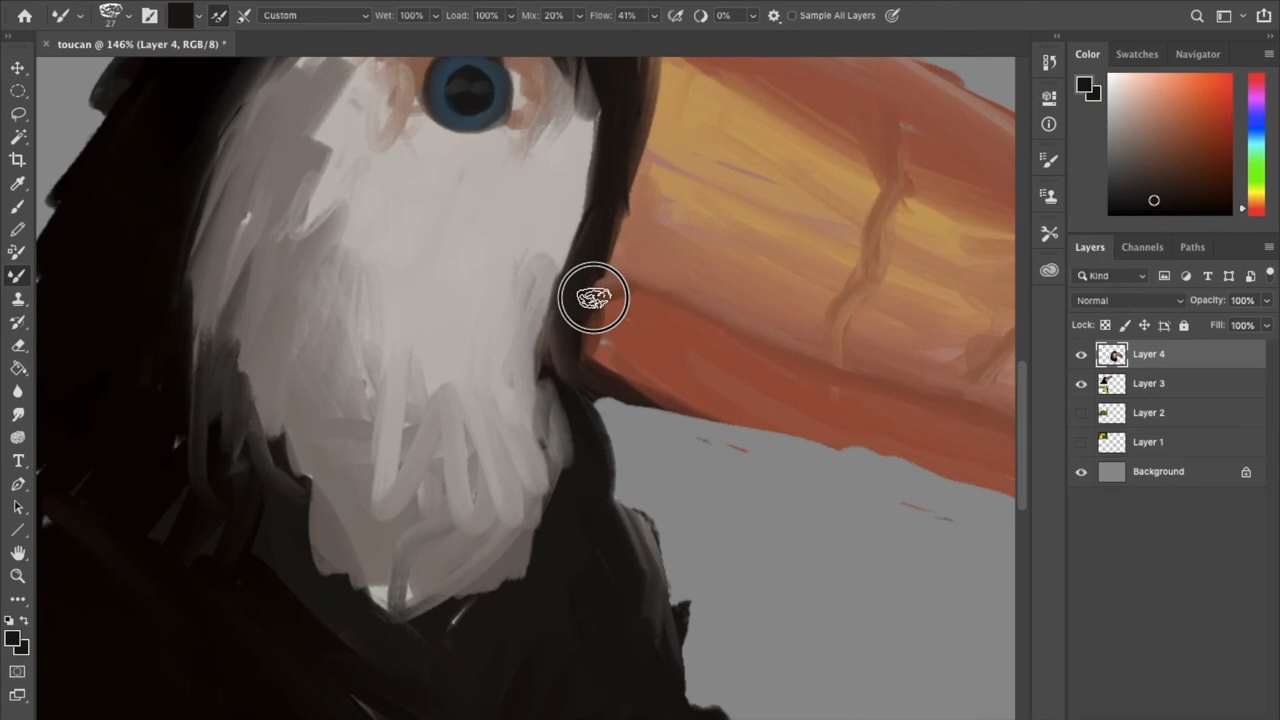 Custom Wet: 100% Load: 100% Mix: 20% Flow: 41% 0% Sample All Layers
27
toucan @ 146% (Layer 4, RGB/8) *
Color Swatches Navigator
Layers Channels Paths
Kind
Normal Opacity: 100%
Lock: Fill: 100%
Layer 4
Layer 3
Layer 2
Layer 1
Background